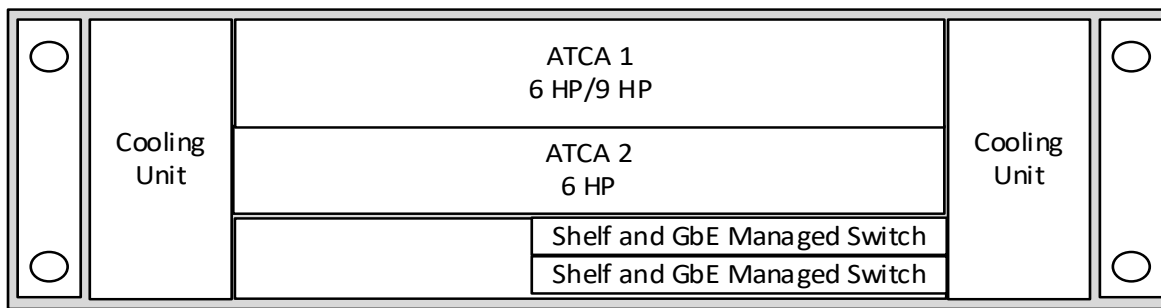 Cooling
Unit
ATCA 1
6 HP/9 HP
ATCA 2
6 HP
Shelf and GbE Managed Switch
Shelf and GbE Managed Switch
Cooling
Unit